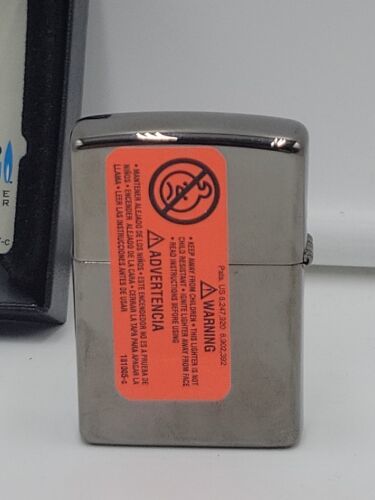 Pats. US 6,247,920 5,902,392
⚠ WARNING
• KEEP AWAY FROM CHILDREN • THIS LIGHTER IS NOT
CHILD RESISTANT • IGNITE LIGHTER AWAY FROM FACE
• READ INSTRUCTIONS BEFORE USING
⚠ ADVERTENCIA
• MANTENER ALEJADO DE LOS NIÑOS • ESTE ENCENDEDOR NO ES A PRUEBA DE
NIÑOS • ENCENDER ALEJADO DE LA CARA • CERRAR LA TAPA PARA APAGAR LA
LLAMA • LEER LAS INSTRUCCIONES ANTES DE USAR
181005-c
ER
R
-C